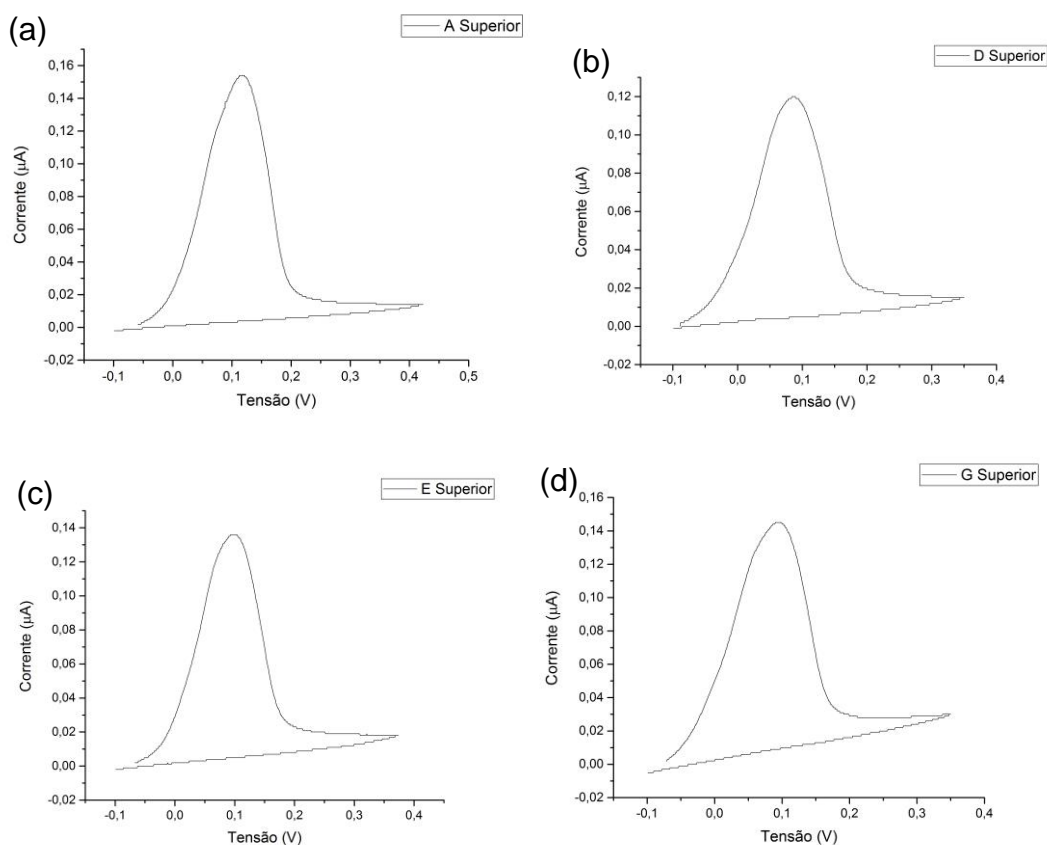 (a)
A Superior
0,16
0,14
0,12
0,10
0,08
0,06
0,04
0,02
0,00
-0,02
Corrente (µA)
-0,1 0,0 0,1 0,2 0,3 0,4 0,5
Tensão (V)
(b)
D Superior
0,12
0,10
0,08
0,06
0,04
0,02
0,00
-0,02
Corrente (µA)
-0,1 0,0 0,1 0,2 0,3 0,4
Tensão (V)
(c)
E Superior
0,14
0,12
0,10
0,08
0,06
0,04
0,02
0,00
-0,02
Corrente (µA)
-0,1 0,0 0,1 0,2 0,3 0,4
Tensão (V)
(d)
G Superior
0,16
0,14
0,12
0,10
0,08
0,06
0,04
0,02
0,00
-0,02
Corrente (µA)
-0,1 0,0 0,1 0,2 0,3 0,4
Tensão (V)